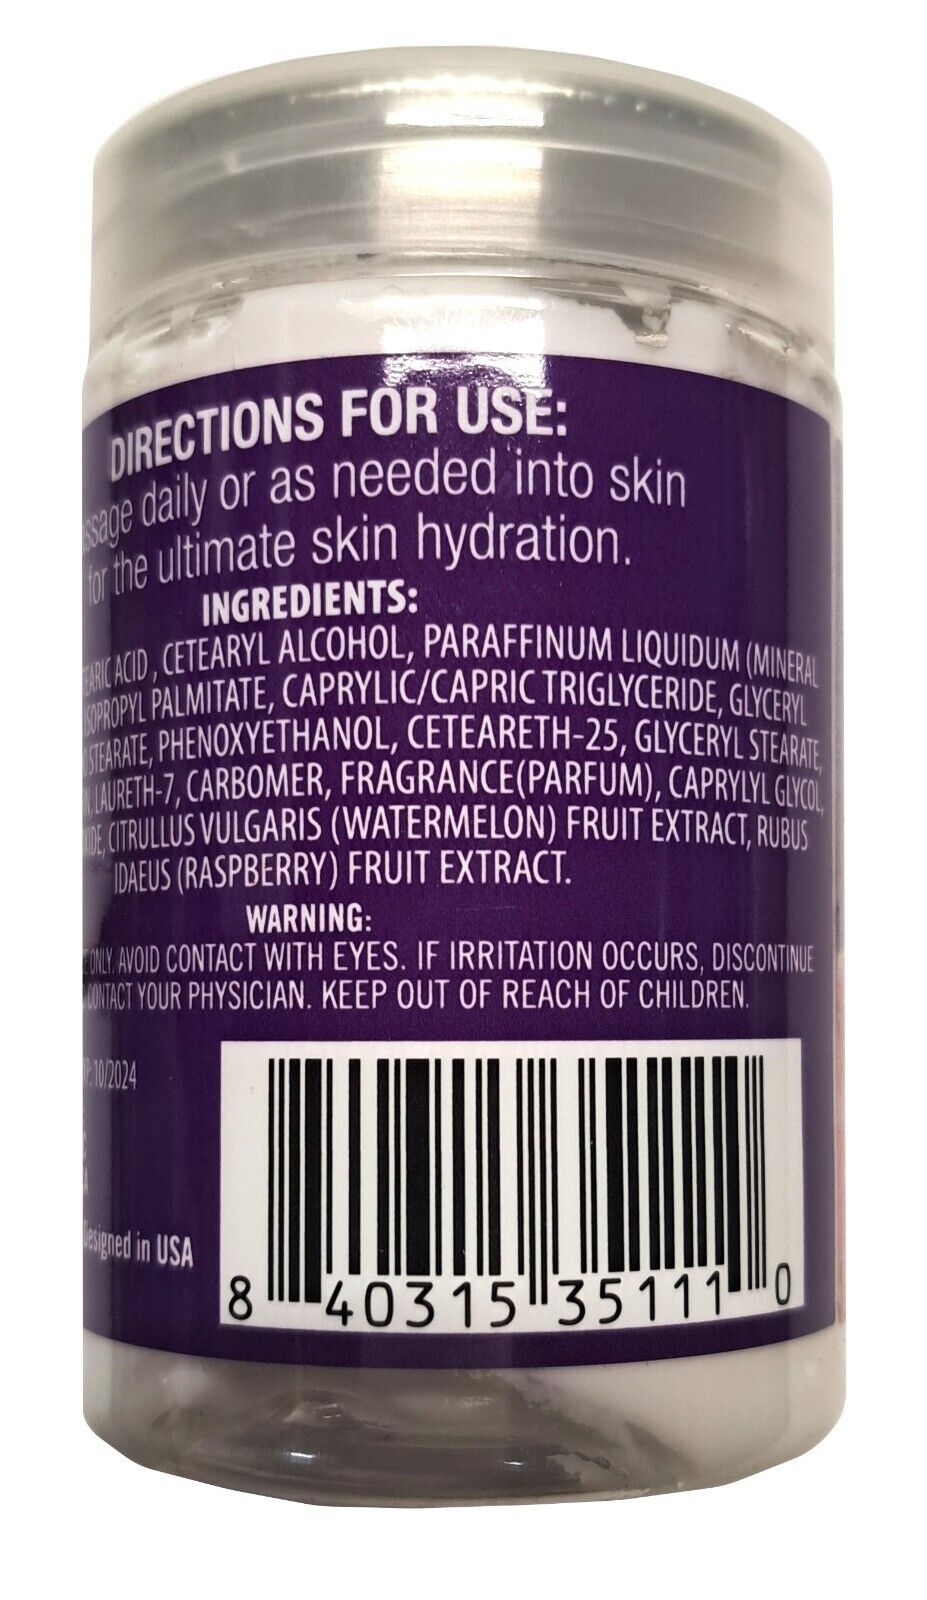 DIRECTIONS FOR USE:
daily or as needed into skin
for the ultimate skin hydration.
INGREDIENTS:
ACID , CETEARYL ALCOHOL, PARAFFINUM LIQUIDUM (MINERAL
ISOPROPYL PALMITATE, CAPRYLIC/CAPRIC TRIGLYCERIDE, GLYCERYL
STEARATE, PHENOXYETHANOL, CETEARETH-25, GLYCERYL STEARATE,
LAURETH-7, CARBOMER, FRAGRANCE(PARFUM), CAPRYLYL GLYCOL,
CITRULLUS VULGARIS (WATERMELON) FRUIT EXTRACT, RUBUS
IDAEUS (RASPBERRY) FRUIT EXTRACT.
WARNING:
ONLY. AVOID CONTACT WITH EYES. IF IRRITATION OCCURS, DISCONTINUE
CONTACT YOUR PHYSICIAN. KEEP OUT OF REACH OF CHILDREN.
10/2024
Designed in USA
8 40315 35111 0